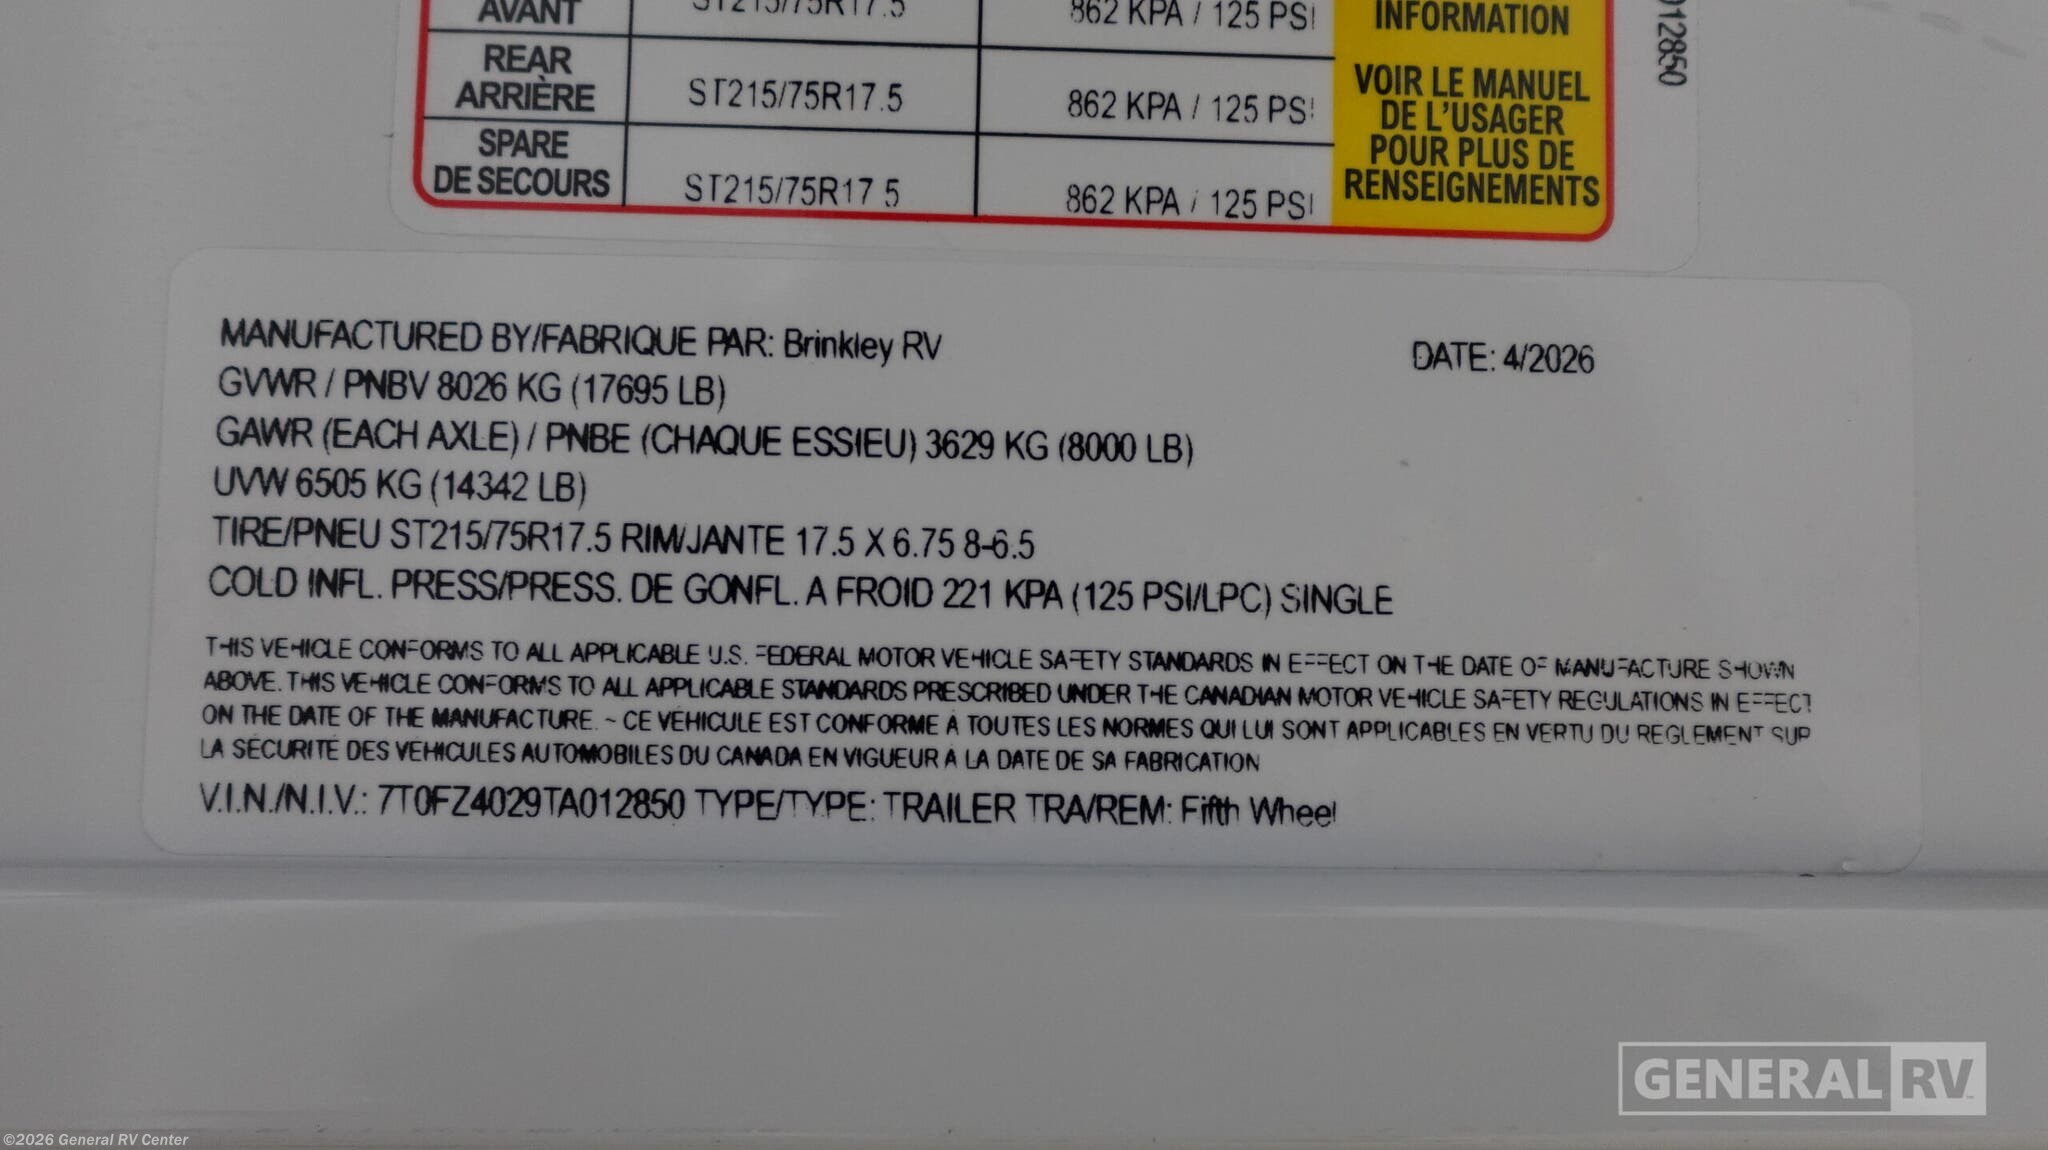 AVANT ST215/75R17.5 862 KPA / 125 PSI INFORMATION
REAR
ARRIÈRE ST215/75R17.5 862 KPA / 125 PSI
SPARE
DE SECOURS ST215/75R17 5 862 KPA / 125 PSI
VOIR LE MANUEL
DE L'USAGER
POUR PLUS DE
RENSEIGNEMENTS
012850
MANUFACTURED BY/FABRIQUE PAR: Brinkley RV DATE: 4/2026
GVWR / PNBV 8026 KG (17695 LB)
GAWR (EACH AXLE) / PNBE (CHAQUE ESSIEU) 3629 KG (8000 LB)
UVW 6505 KG (14342 LB)
TIRE/PNEU ST215/75R17.5 RIM/JANTE 17.5 X 6.75 8-6.5
COLD INFL. PRESS/PRESS. DE GONFL. A FROID 221 KPA (125 PSI/LPC) SINGLE
THIS VEHICLE CONFORMS TO ALL APPLICABLE U.S. FEDERAL MOTOR VEHICLE SAFETY STANDARDS IN EFFECT ON THE DATE OF MANUFACTURE SHOWN
ABOVE. THIS VEHICLE CONFORMS TO ALL APPLICABLE STANDARDS PRESCRIBED UNDER THE CANADIAN MOTOR VEHICLE SAFETY REGULATIONS IN EFFECT
ON THE DATE OF THE MANUFACTURE. ~ CE VÉHICULE EST CONFORME À TOUTES LES NORMES QUI LUI SONT APPLICABLES EN VERTU DU RÈGLEMENT SUR
LA SÉCURITÉ DES VÉHICULES AUTOMOBILES DU CANADA EN VIGUEUR À LA DATE DE SA FABRICATION
V.I.N./N.I.V.: 7T0FZ4029TA012850 TYPE/TYPE: TRAILER TRA/REM: Fifth Wheel
GENERAL RV
©2026 General RV Center